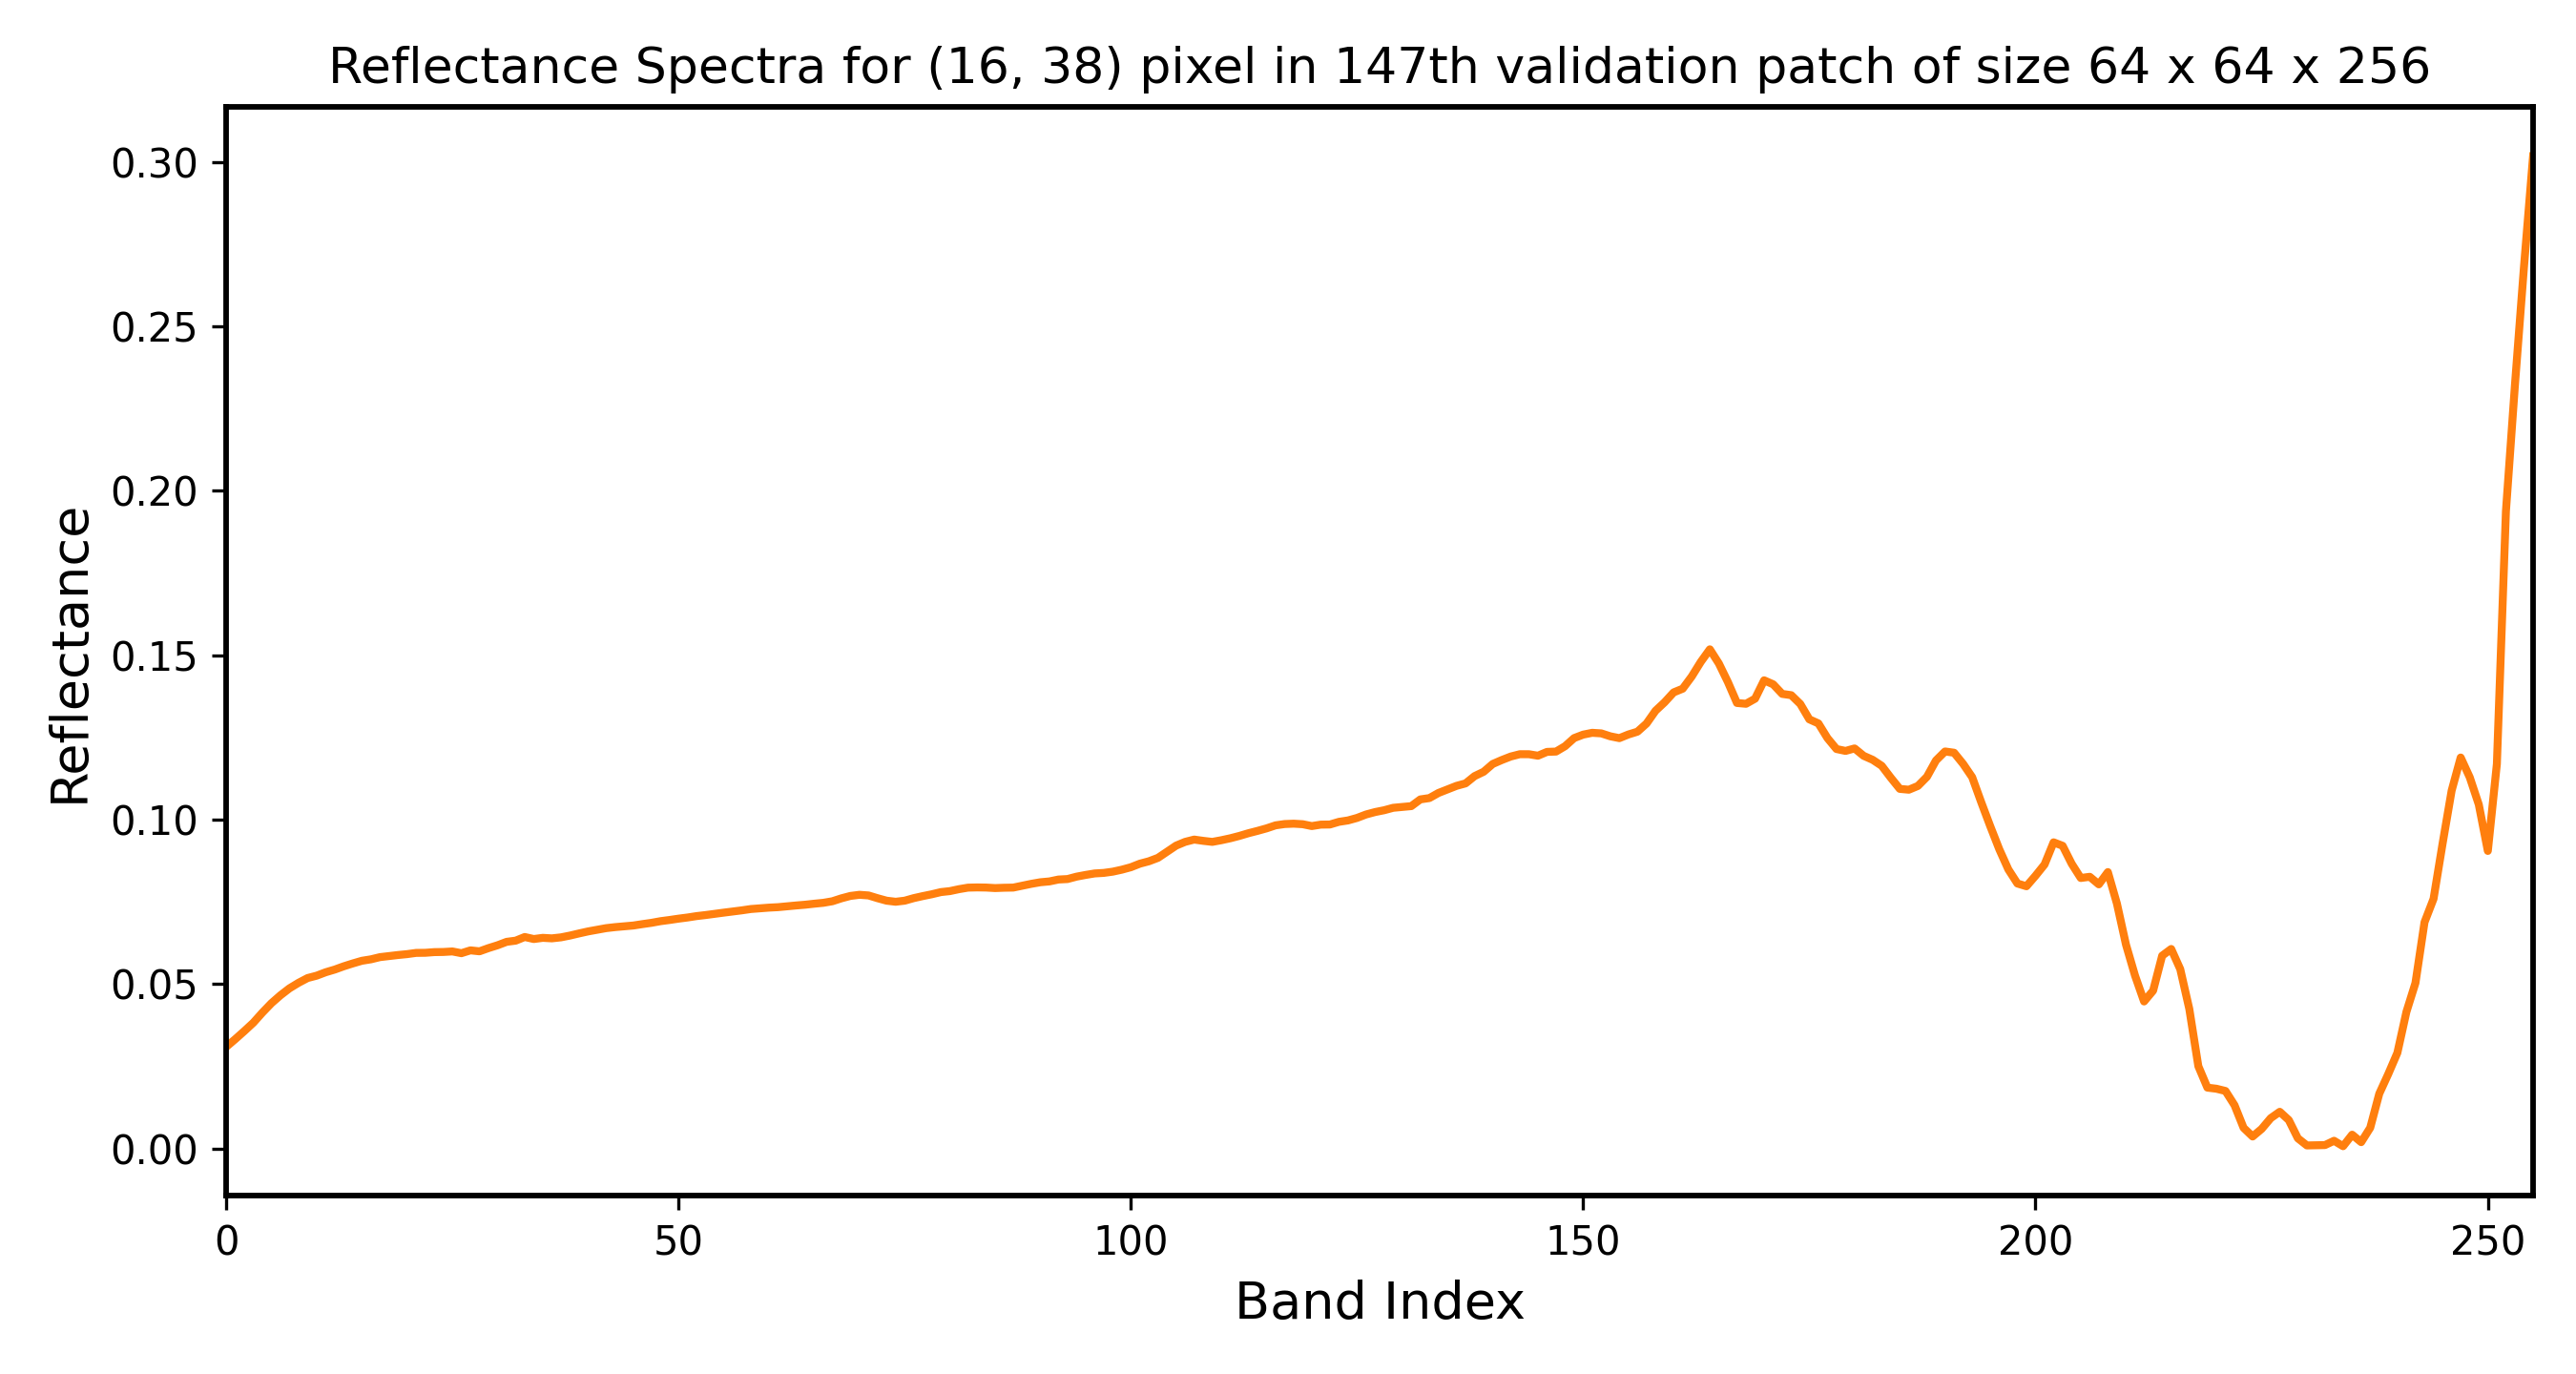 Reflectance Spectra for (16, 38) pixel in 147th validation patch of size 64 x 64 x 256
0.30
0.25
0.20
0.15
0.10
0.05
0.00
Reflectance
0 50 100 150 200 250
Band Index